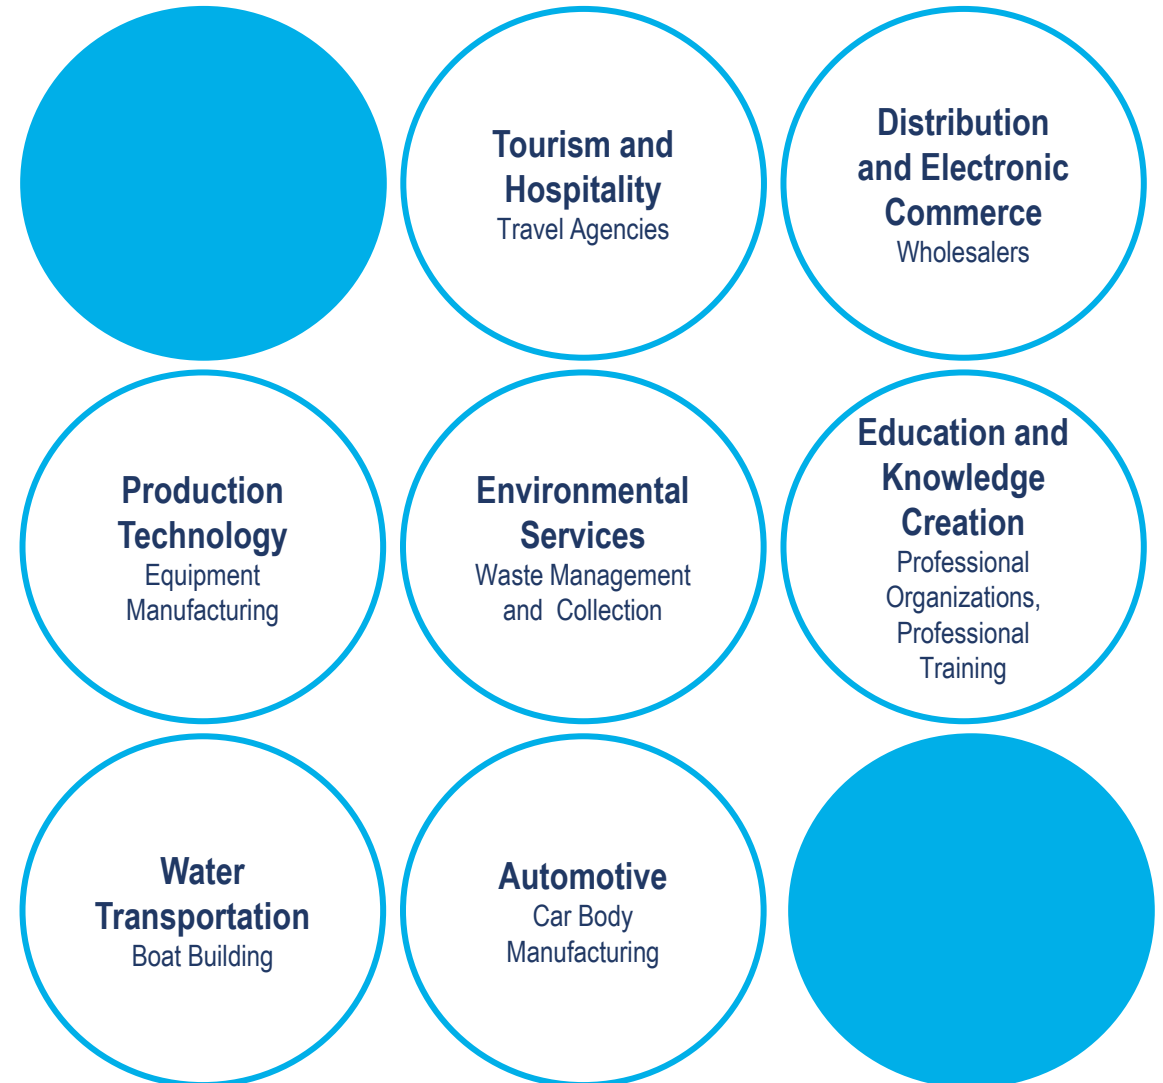 Tourism and
Hospitality
Travel Agencies
Distribution
and Electronic
Commerce
Wholesalers
Production
Technology
Equipment
Manufacturing
Environmental
Services
Waste Management
and Collection
Education and
Knowledge
Creation
Professional
Organizations,
Professional
Training
Water
Transportation
Boat Building
Automotive
Car Body
Manufacturing